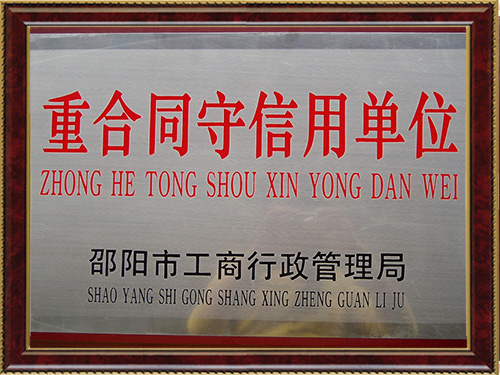 重合同守信用单位
ZHONG HE TONG SHOU XIN YONG DAN WEI
邵阳市工商行政管理局
SHAO YANG SHI GONG SHANG XING ZHENG GUAN LI JU